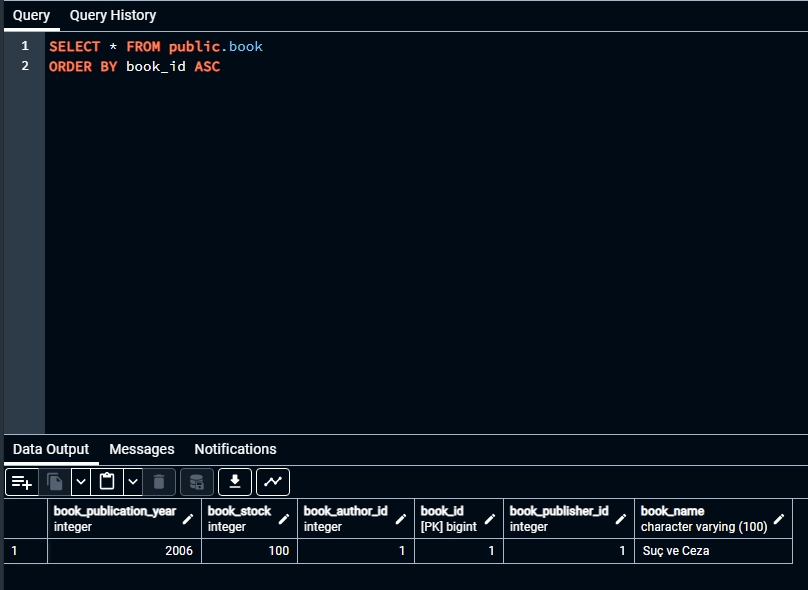 Query Query History
1 SELECT * FROM public.book
2 ORDER BY book_id ASC
Data Output Messages Notifications
book_publication_year book_stock book_author_id book_id book_publisher_id book_name
integer integer integer [PK] bigint integer character varying (100)
1 2006 100 1 1 1 Suç ve Ceza